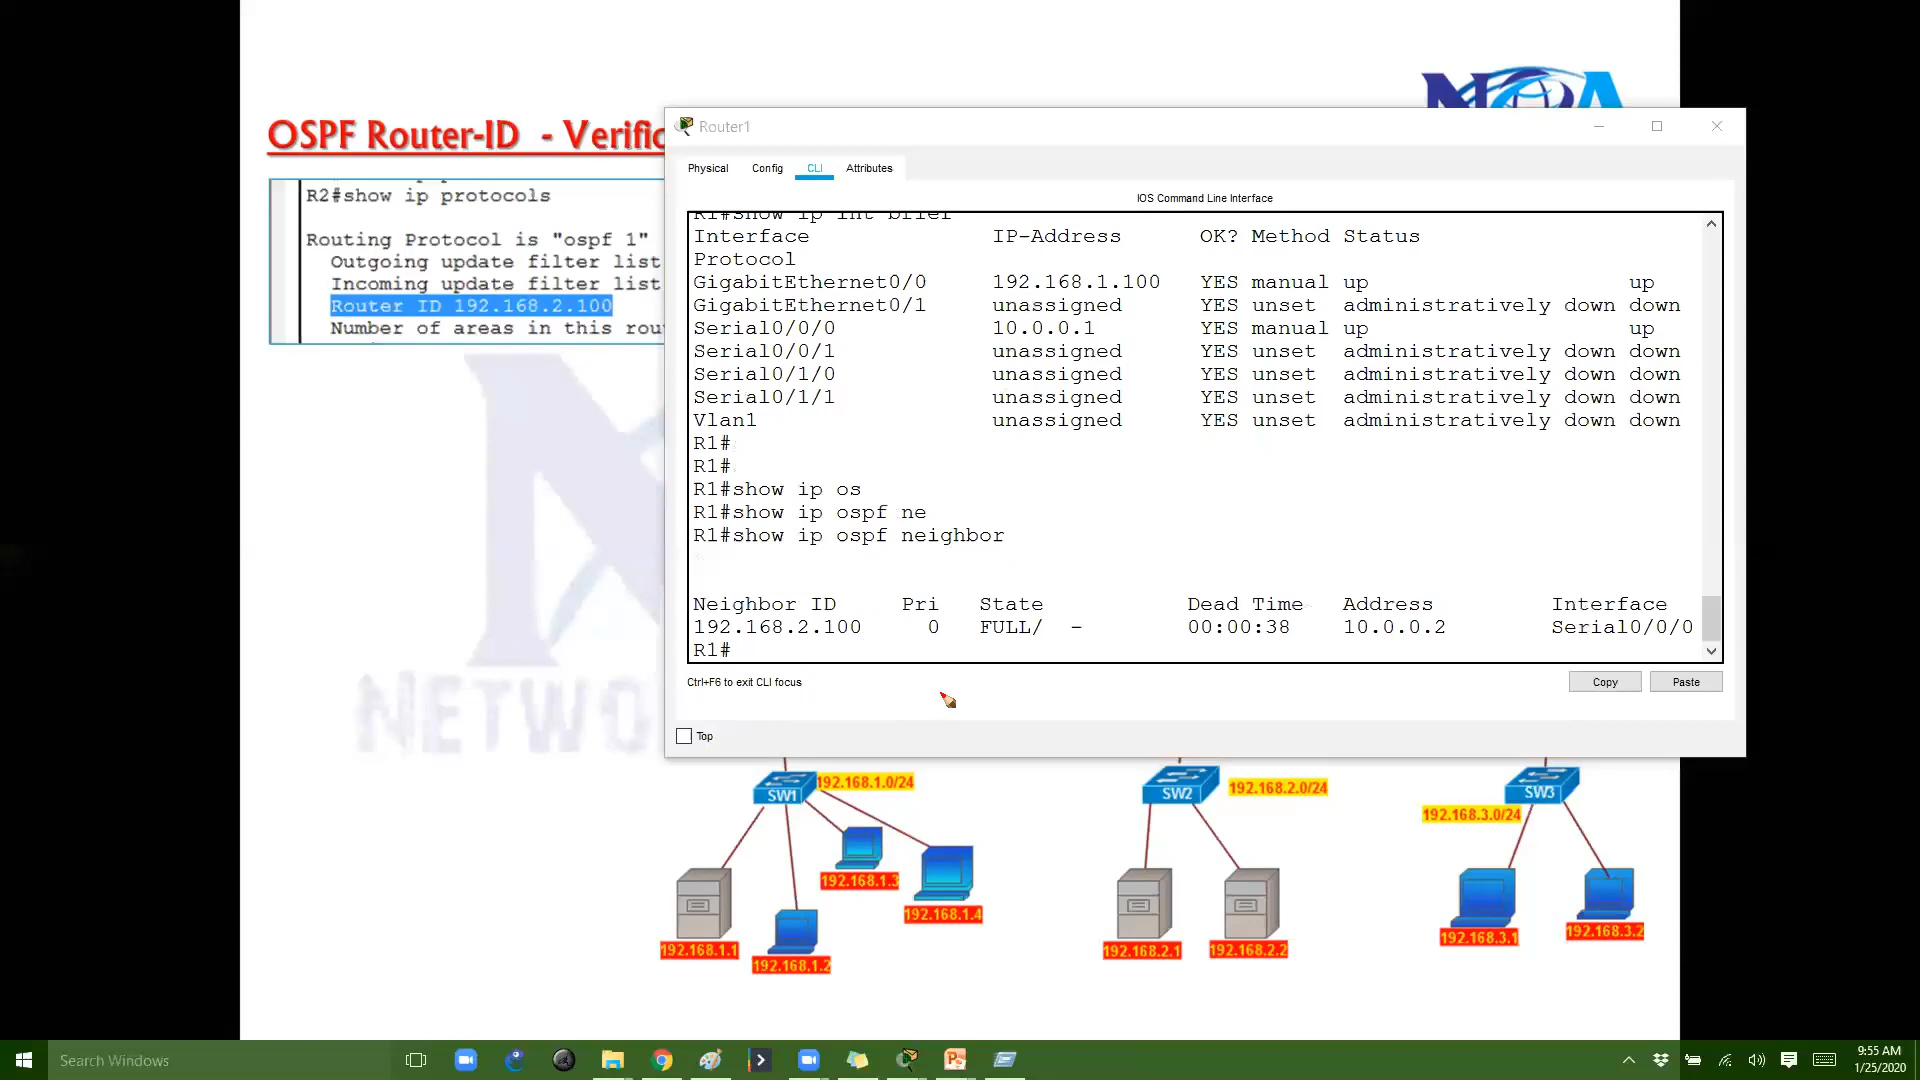 OSPF Router-ID - Verific
R2#show ip protocols
Routing Protocol is "ospf 1"
Outgoing update filter list
Incoming update filter list
Router ID 192.168.2.100
Number of areas in this rou
NETWO
Router1
Physical Config CLI Attributes
IOS Command Line Interface
R1#show ip int brief
Interface IP-Address OK? Method Status
Protocol
GigabitEthernet0/0 192.168.1.100 YES manual up up
GigabitEthernet0/1 unassigned YES unset administratively down down
Serial0/0/0 10.0.0.1 YES manual up up
Serial0/0/1 unassigned YES unset administratively down down
Serial0/1/0 unassigned YES unset administratively down down
Serial0/1/1 unassigned YES unset administratively down down
Vlan1 unassigned YES unset administratively down down
R1#
R1#
R1#show ip os
R1#show ip ospf ne
R1#show ip ospf neighbor
Neighbor ID Pri State Dead Time Address Interface
192.168.2.100 0 FULL/ - 00:00:38 10.0.0.2 Serial0/0/0
R1#
Ctrl+F6 to exit CLI focus
Copy Paste
Top
SW1 192.168.1.0/24
192.168.1.3
192.168.1.4
192.168.1.1
192.168.1.2
SW2 192.168.2.0/24
192.168.2.1
192.168.2.2
SW3
192.168.3.0/24
192.168.3.1
192.168.3.2
Search Windows
9:55 AM
1/25/2020